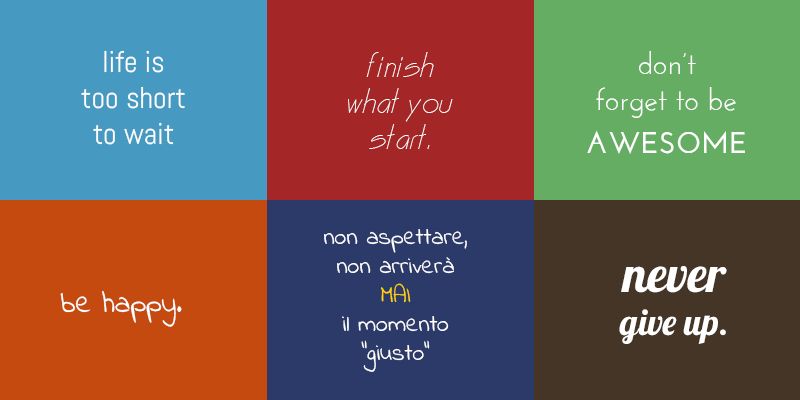 life is
too short
to wait
finish
what you
start.
don't
forget to be
AWESOME
be happy.
non aspettare,
non arriverà
MAI
il momento
"giusto"
never
give up.